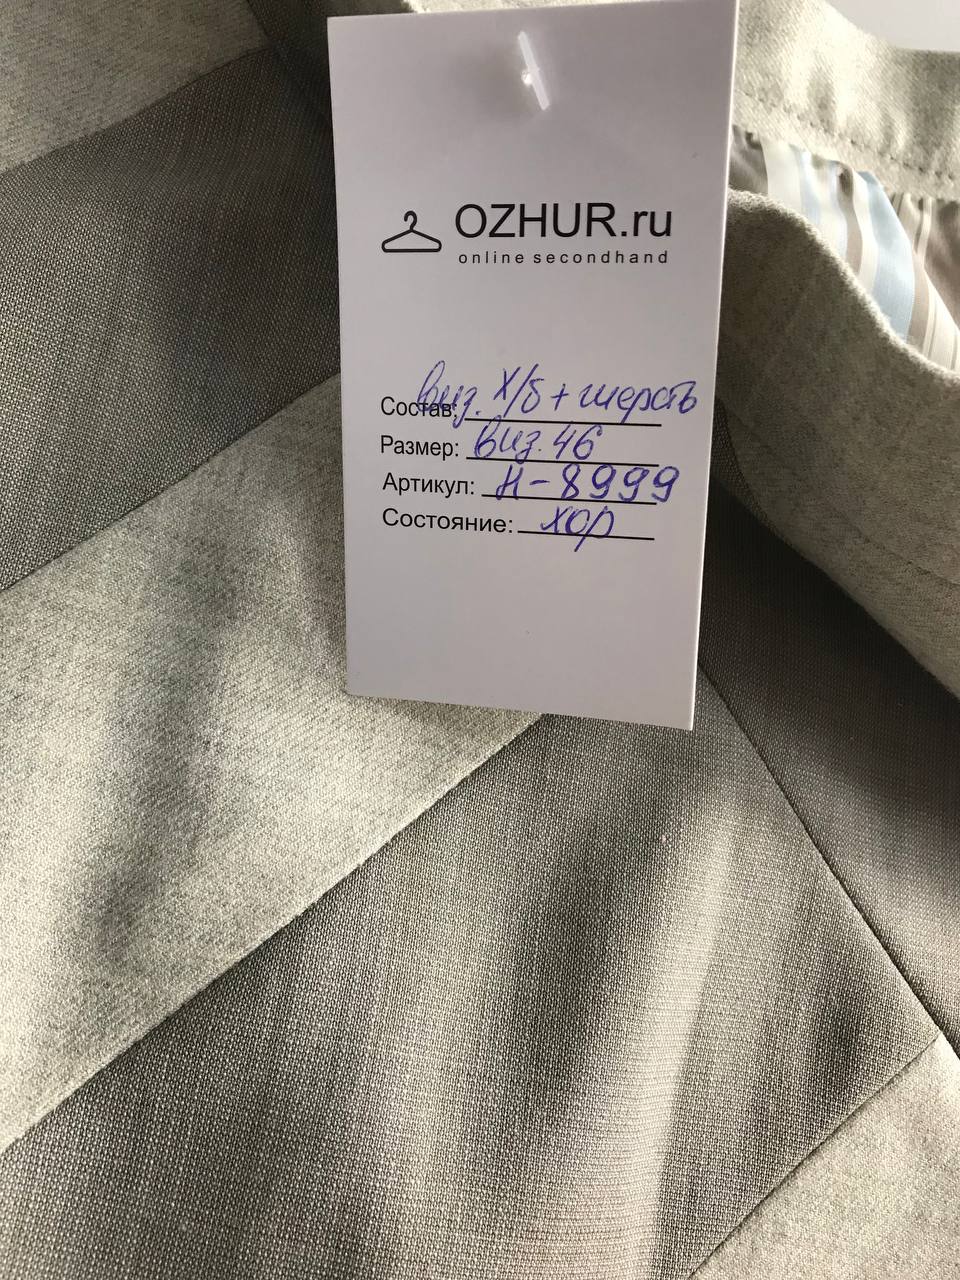 OZHUR.ru
online secondhand
Состав: виз. х/б + шерсть
Размер: виз. 46
Артикул: Н-8999
Состояние: хор